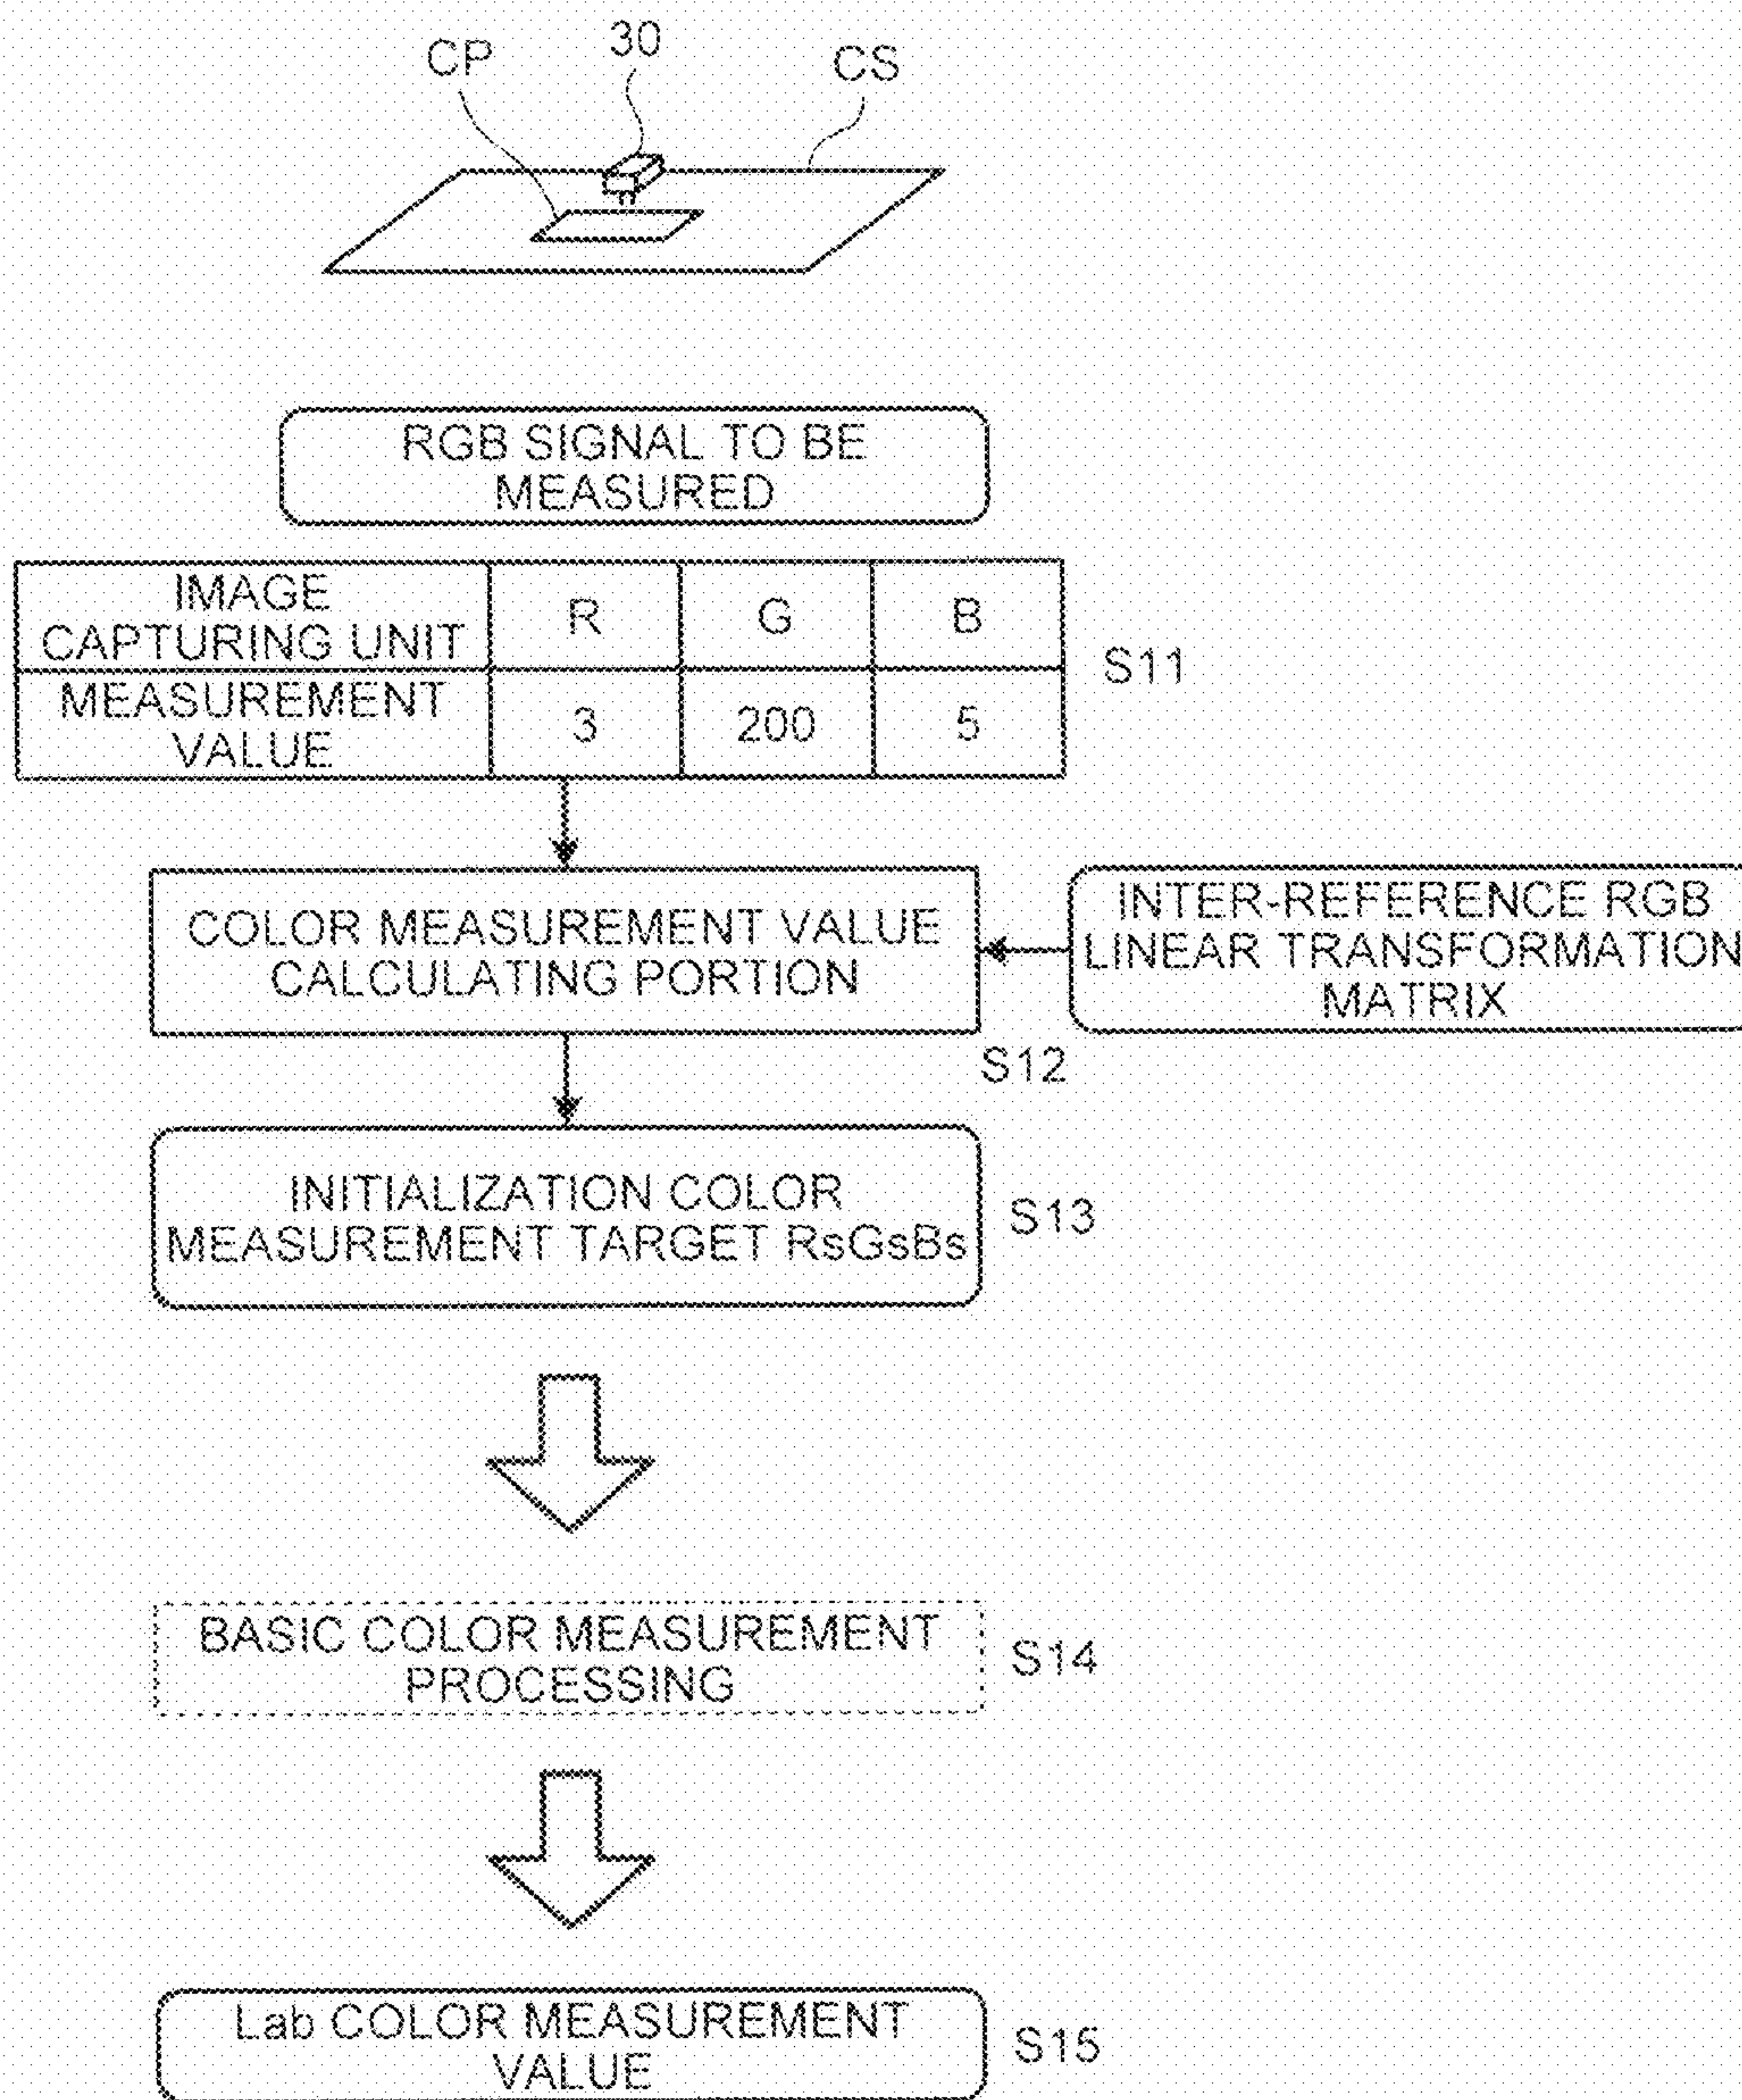 CP
30
CS
RGB SIGNAL TO BE
MEASURED
IMAGE
CAPTURING UNIT
R
G
B
MEASUREMENT
VALUE
3
200
5
S11
COLOR MEASUREMENT VALUE
CALCULATING PORTION
INTER-REFERENCE RGB
LINEAR TRANSFORMATION
MATRIX
S12
INITIALIZATION COLOR
MEASUREMENT TARGET RsGsBs
S13
BASIC COLOR MEASUREMENT
PROCESSING
S14
Lab COLOR MEASUREMENT
VALUE
S15